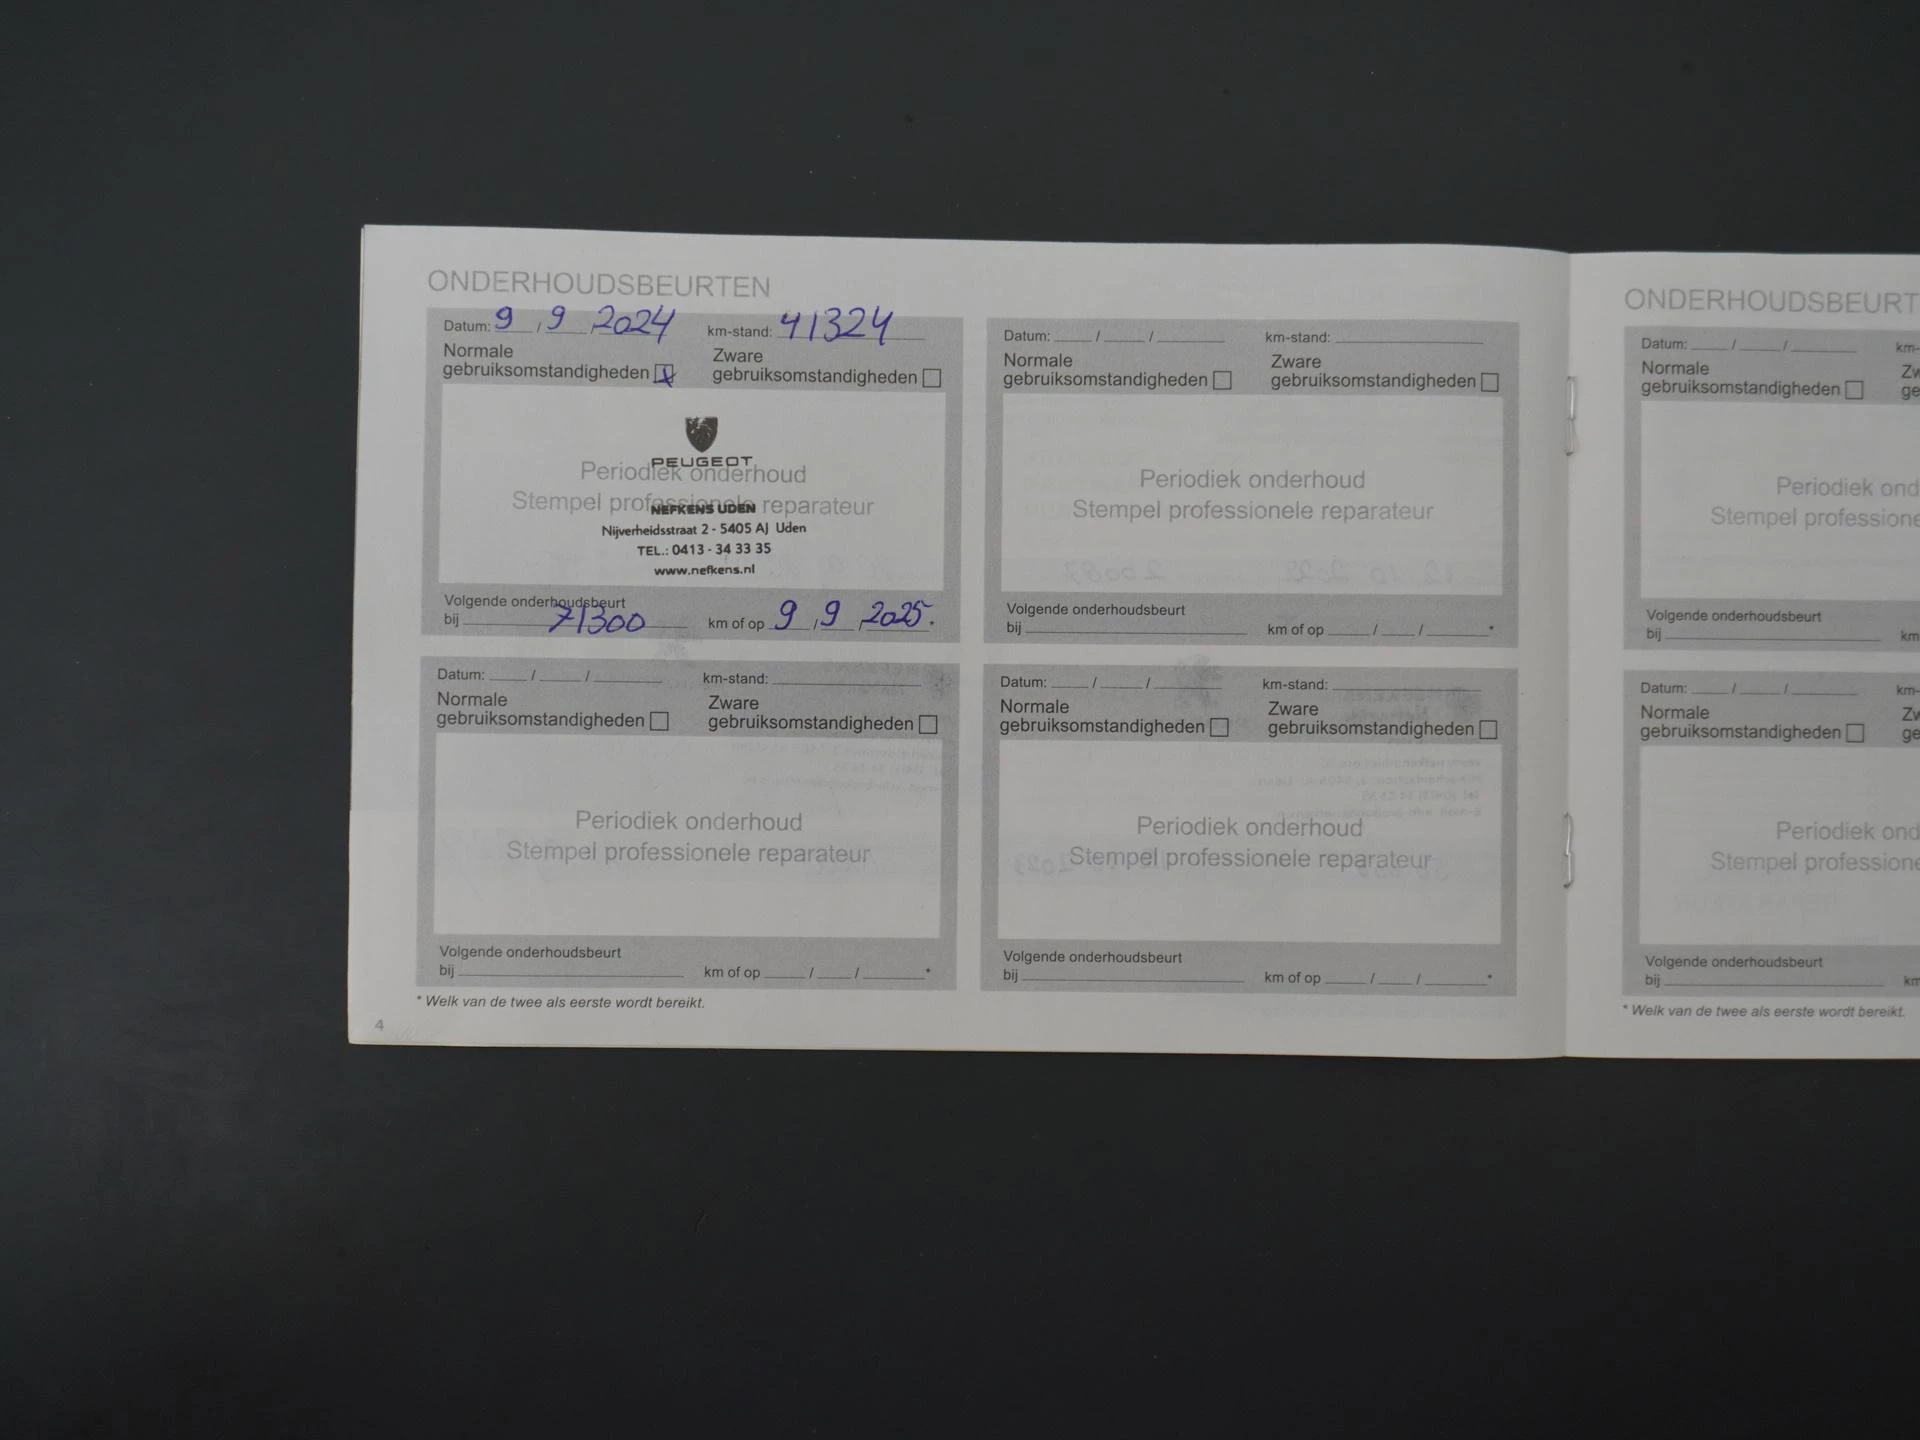 ONDERHOUDSBEURTEN
Datum: 9 / 9 / 2024 km-stand: 41324
Normale gebruiksomstandigheden Zware gebruiksomstandigheden
PEUGEOT
Periodiek onderhoud
Stempel professionele reparateur
NEFKENS UDEN
Nijverheidsstraat 2 - 5405 AJ Uden
TEL.: 0413 - 34 33 35
www.nefkens.nl
Volgende onderhoudsbeurt
bij 71300 km of op 9 / 9 / 2025 *
Datum: / / km-stand:
Normale gebruiksomstandigheden Zware gebruiksomstandigheden
Periodiek onderhoud
Stempel professionele reparateur
Volgende onderhoudsbeurt
bij km of op / / *
Datum: / / km-stand:
Normale gebruiksomstandigheden Zware gebruiksomstandigheden
Periodiek onderhoud
Stempel professionele reparateur
Volgende onderhoudsbeurt
bij km of op / / *
Datum: / / km-stand:
Normale gebruiksomstandigheden Zware gebruiksomstandigheden
Periodiek onderhoud
Stempel professionele reparateur
Volgende onderhoudsbeurt
bij km of op / / *
* Welk van de twee als eerste wordt bereikt.
4
ONDERHOUDSBEURT
Datum: / / km-
Normale
gebruiksomstandigheden
Periodiek ond
Stempel professione
Volgende onderhoudsbeurt
bij km
Datum: / / km-
Normale
gebruiksomstandigheden
Periodiek ond
Stempel professione
Volgende onderhoudsbeurt
bij km
* Welk van de twee als eerste wordt bereikt.